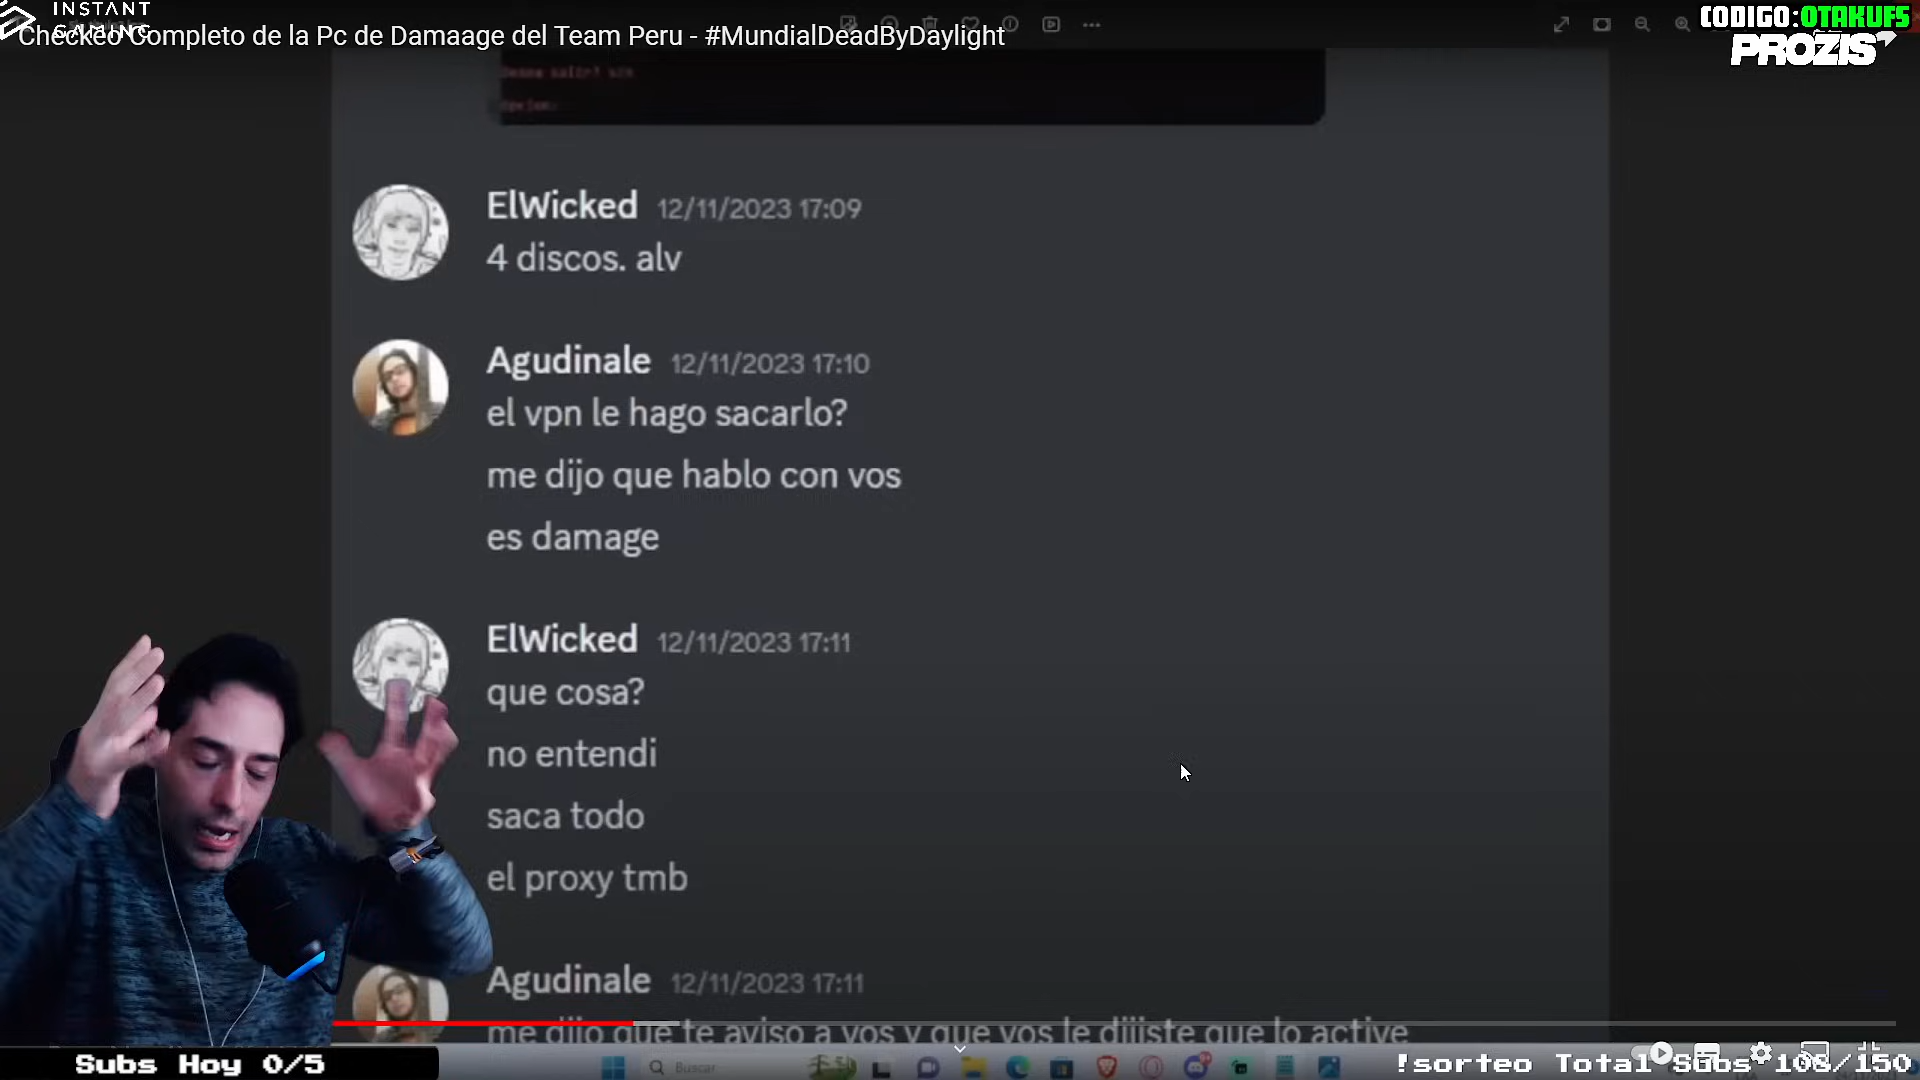 INSTANT
GAMING
Checkeo Completo de la Pc de Damaage del Team Peru - #MundialDeadByDaylight
CODIGO:OTAKUFS
PROZIS
ElWicked 12/11/2023 17:09
4 discos. alv
Agudinale 12/11/2023 17:10
el vpn le hago sacarlo?
me dijo que hablo con vos
es damage
ElWicked 12/11/2023 17:11
que cosa?
no entendi
saca todo
el proxy tmb
Agudinale 12/11/2023 17:11
me dijo que te aviso a vos y que vos le dijiste que lo active
Buscar
Subs Hoy 0/5
!sorteo Total Subs 108/150